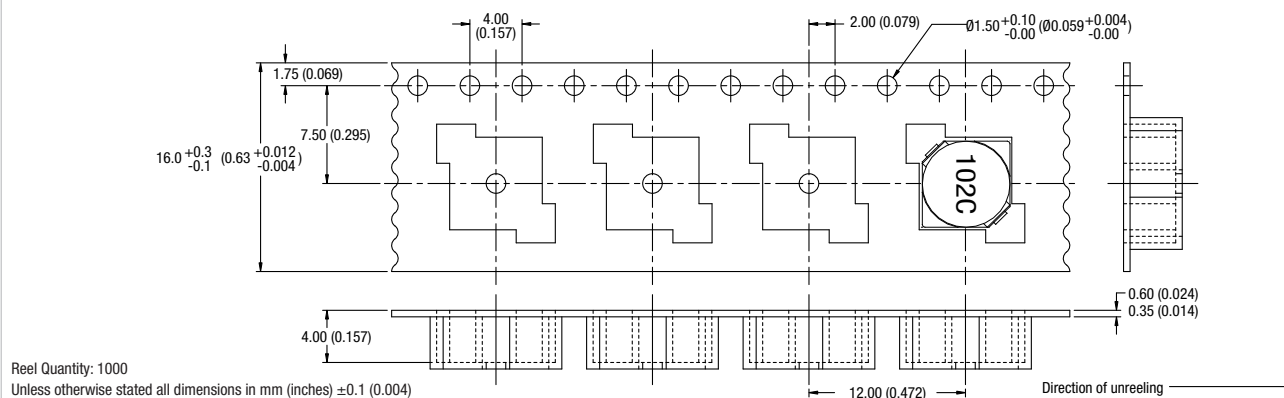 4.00
(0.157)
2.00 (0.079)
Ø1.50 +0.10 -0.00 (Ø0.059 +0.004 -0.00)
1.75 (0.069)
7.50 (0.295)
16.0 +0.3 -0.1 (0.63 +0.012 -0.004)
102C
0.60 (0.024)
0.35 (0.014)
4.00 (0.157)
12.00 (0.472)
Direction of unreeling
Reel Quantity: 1000
Unless otherwise stated all dimensions in mm (inches) ±0.1 (0.004)